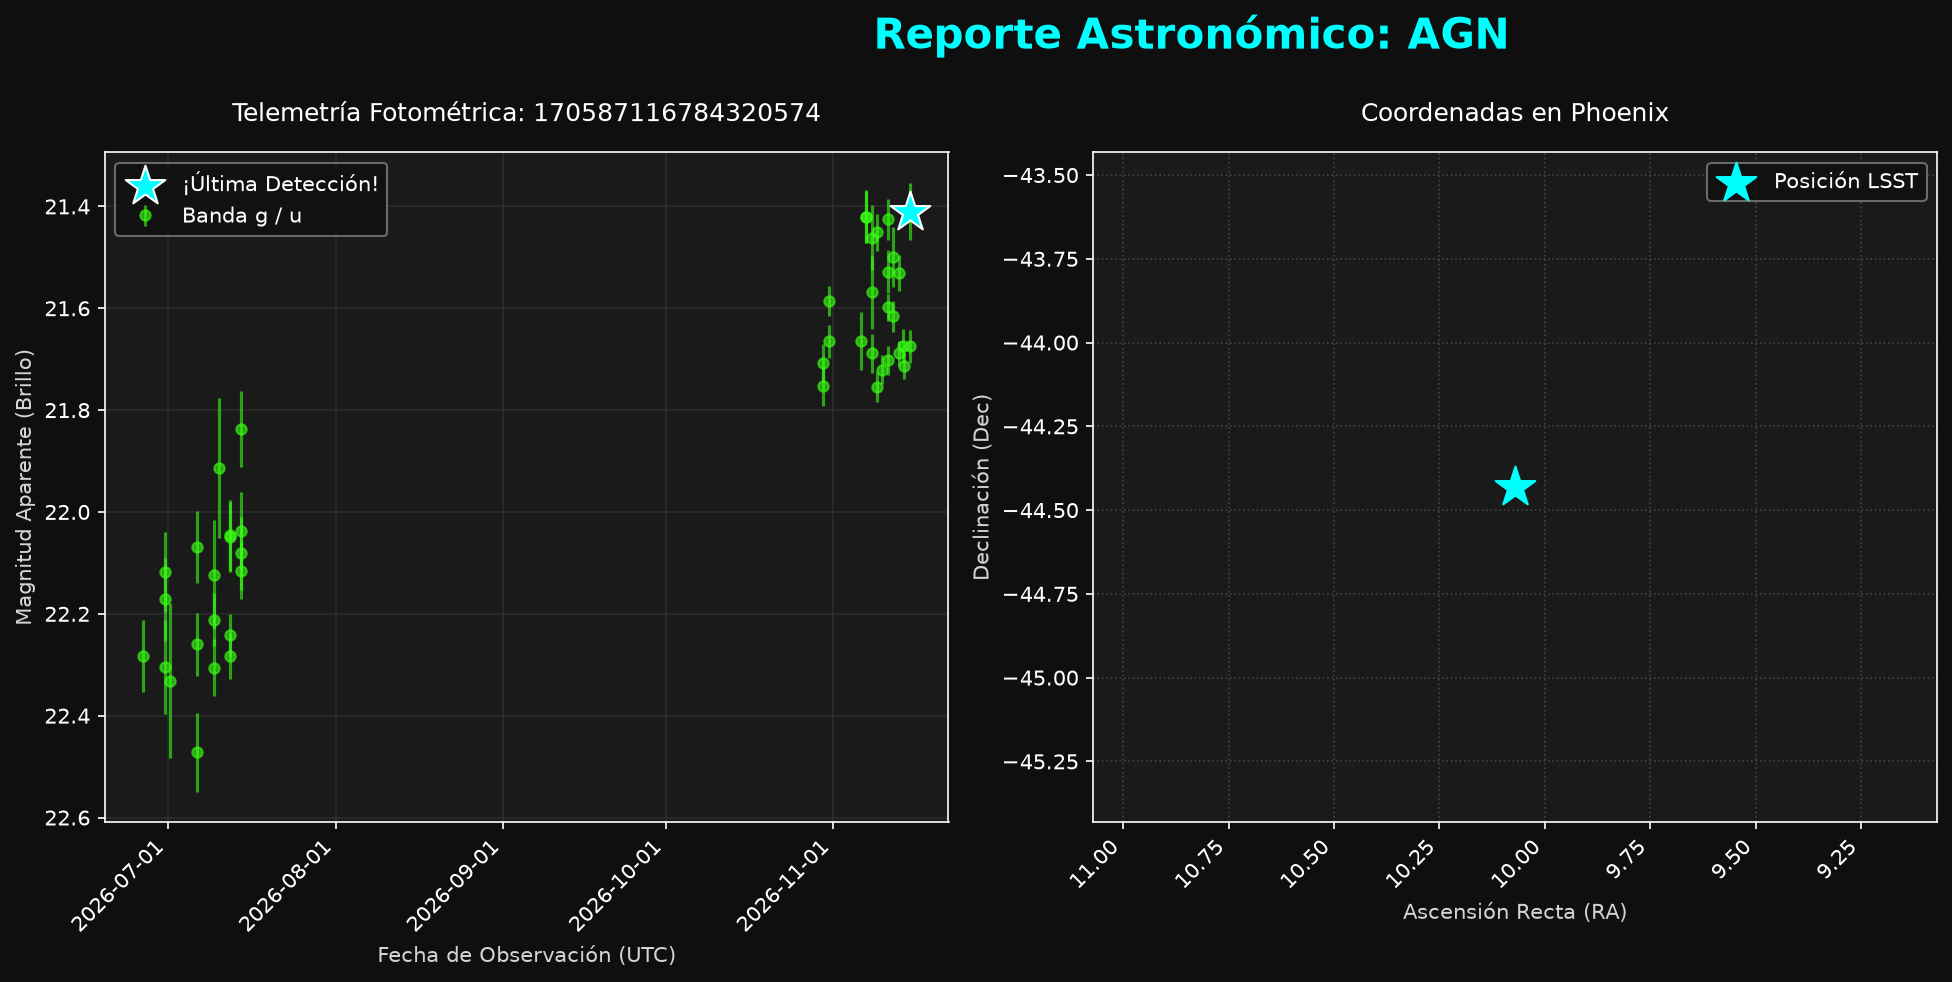 Reporte Astronómico: AGN
Telemetría Fotométrica: 170587116784320574
¡Última Detección!
Banda g / u
Magnitud Aparente (Brillo)
21.4
21.6
21.8
22.0
22.2
22.4
22.6
2026-07-01
2026-08-01
2026-09-01
2026-10-01
2026-11-01
Fecha de Observación (UTC)
Coordenadas en Phoenix
Posición LSST
Declinación (Dec)
−43.50
−43.75
−44.00
−44.25
−44.50
−44.75
−45.00
−45.25
11.00
10.75
10.50
10.25
10.00
9.75
9.50
9.25
Ascensión Recta (RA)